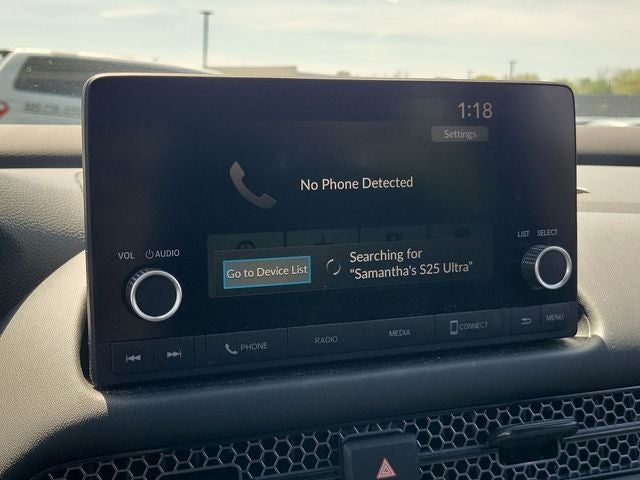 1:18
Settings
No Phone Detected
Go to Device List
Searching for
"Samantha's S25 Ultra"
VOL
AUDIO
LIST
SELECT
PHONE
RADIO
MEDIA
CONNECT
MENU